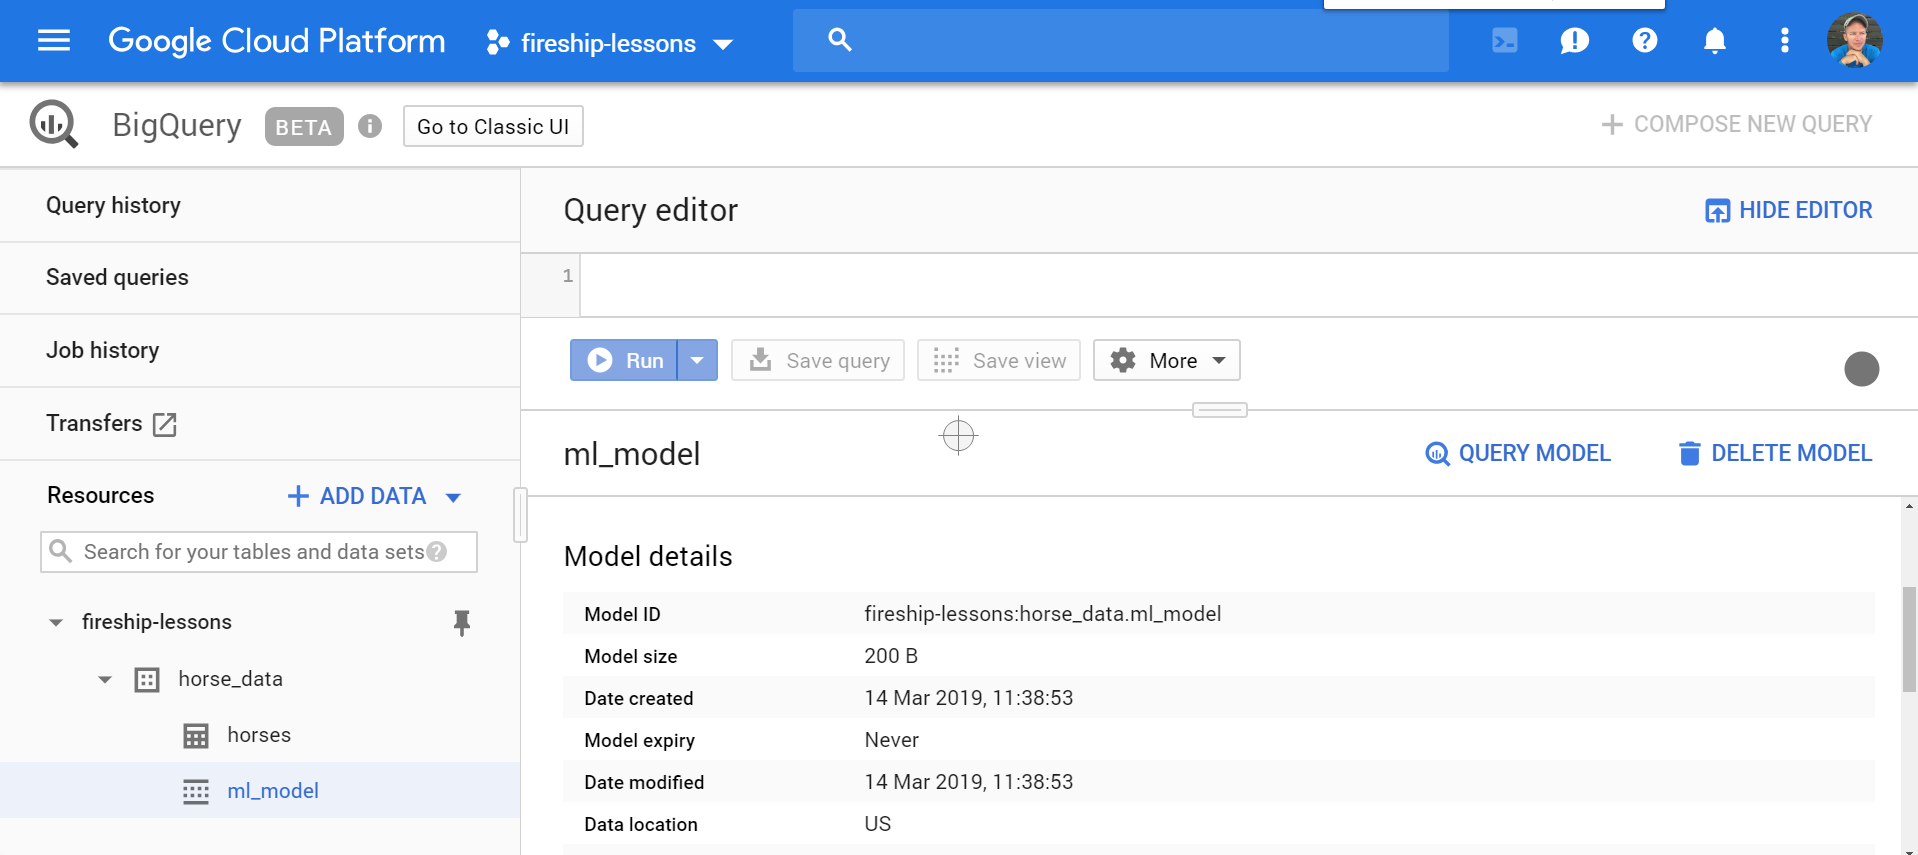 Google Cloud Platform
fireship-lessons
BigQuery
BETA
Go to Classic UI
COMPOSE NEW QUERY
Query history
Saved queries
Job history
Transfers
Resources
ADD DATA
Search for your tables and data sets
fireship-lessons
horse_data
horses
ml_model
Query editor
HIDE EDITOR
1
Run
Save query
Save view
More
ml_model
QUERY MODEL
DELETE MODEL
Model details
Model ID fireship-lessons:horse_data.ml_model
Model size 200 B
Date created 14 Mar 2019, 11:38:53
Model expiry Never
Date modified 14 Mar 2019, 11:38:53
Data location US